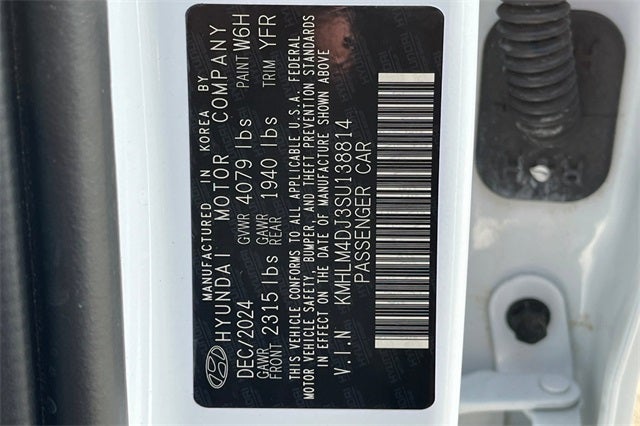 MANUFACTURED IN KOREA BY
HYUNDAI MOTOR COMPANY
DEC/2024 GVWR 4079 lbs PAINT W6H
GAWR FRONT 2315 lbs GAWR REAR 1940 lbs TRIM YFR
THIS VEHICLE CONFORMS TO ALL APPLICABLE U.S.A. FEDERAL
MOTOR VEHICLE SAFETY, BUMPER AND THEFT PREVENTION STANDARDS
IN EFFECT ON THE DATE OF MANUFACTURE SHOWN ABOVE
V.I.N KMHLM4DJ3SU138814
PASSENGER CAR